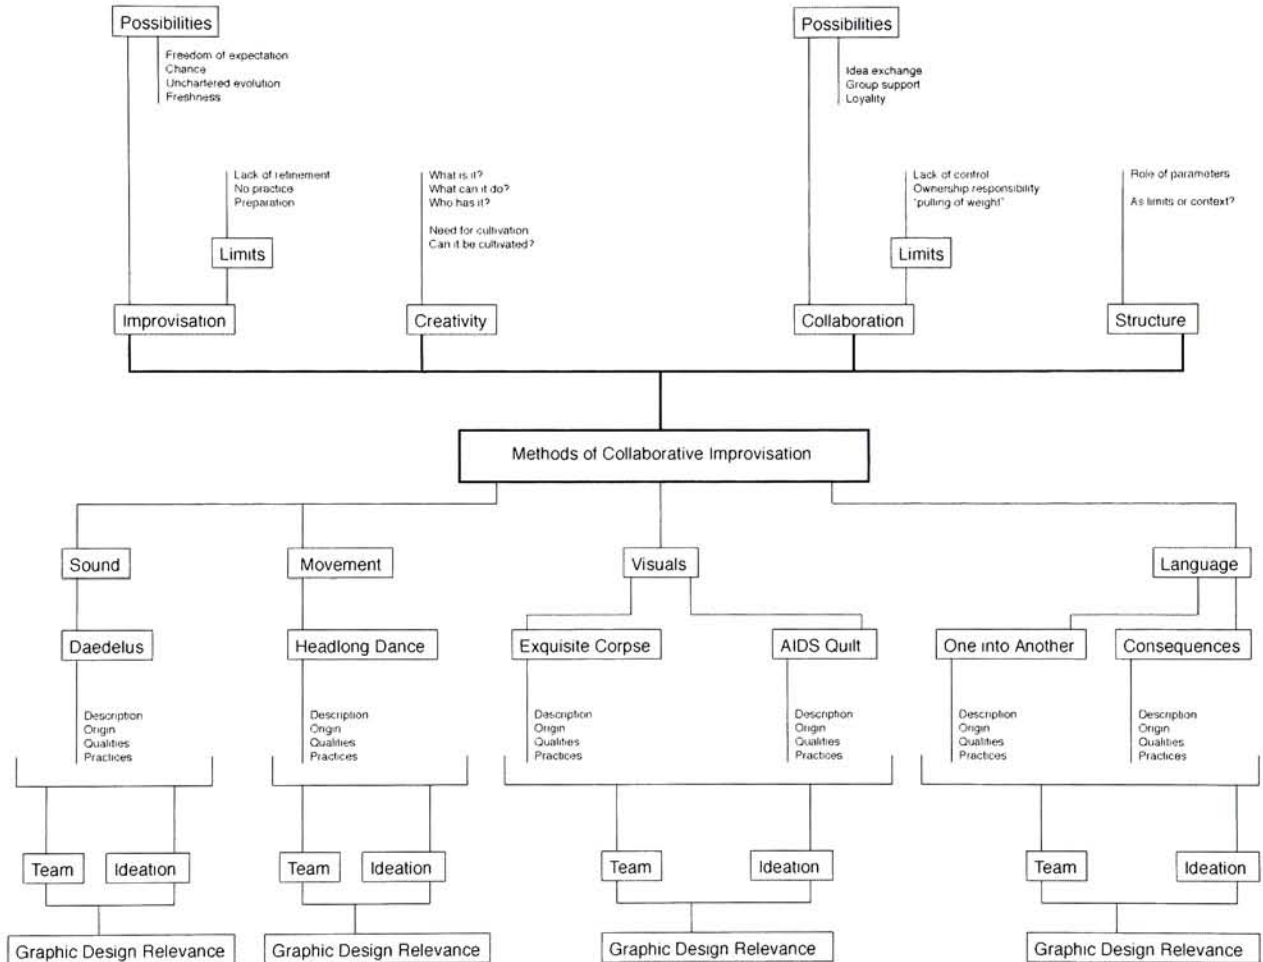 Possibilities
Freedom of expectation
Chance
Unchartered evolution
Freshness
Possibilities
Idea exchange
Group support
Loyality
Lack of refinement
No practice
Preparation
Limits
What is it?
What can it do?
Who has it?
Need for cultivation
Can it be cultivated?
Lack of control
Ownership responsibility
"pulling of weight"
Limits
Role of parameters
As limits or context?
Improvisation
Creativity
Collaboration
Structure
Methods of Collaborative Improvisation
Sound
Movement
Visuals
Language
Daedelus
Headlong Dance
Exquisite Corpse
AIDS Quilt
One into Another
Consequences
Description
Origin
Qualities
Practices
Description
Origin
Qualities
Practices
Description
Origin
Qualities
Practices
Description
Origin
Qualities
Practices
Description
Origin
Qualities
Practices
Description
Origin
Qualities
Practices
Team
Ideation
Team
Ideation
Team
Ideation
Team
Ideation
Graphic Design Relevance
Graphic Design Relevance
Graphic Design Relevance
Graphic Design Relevance